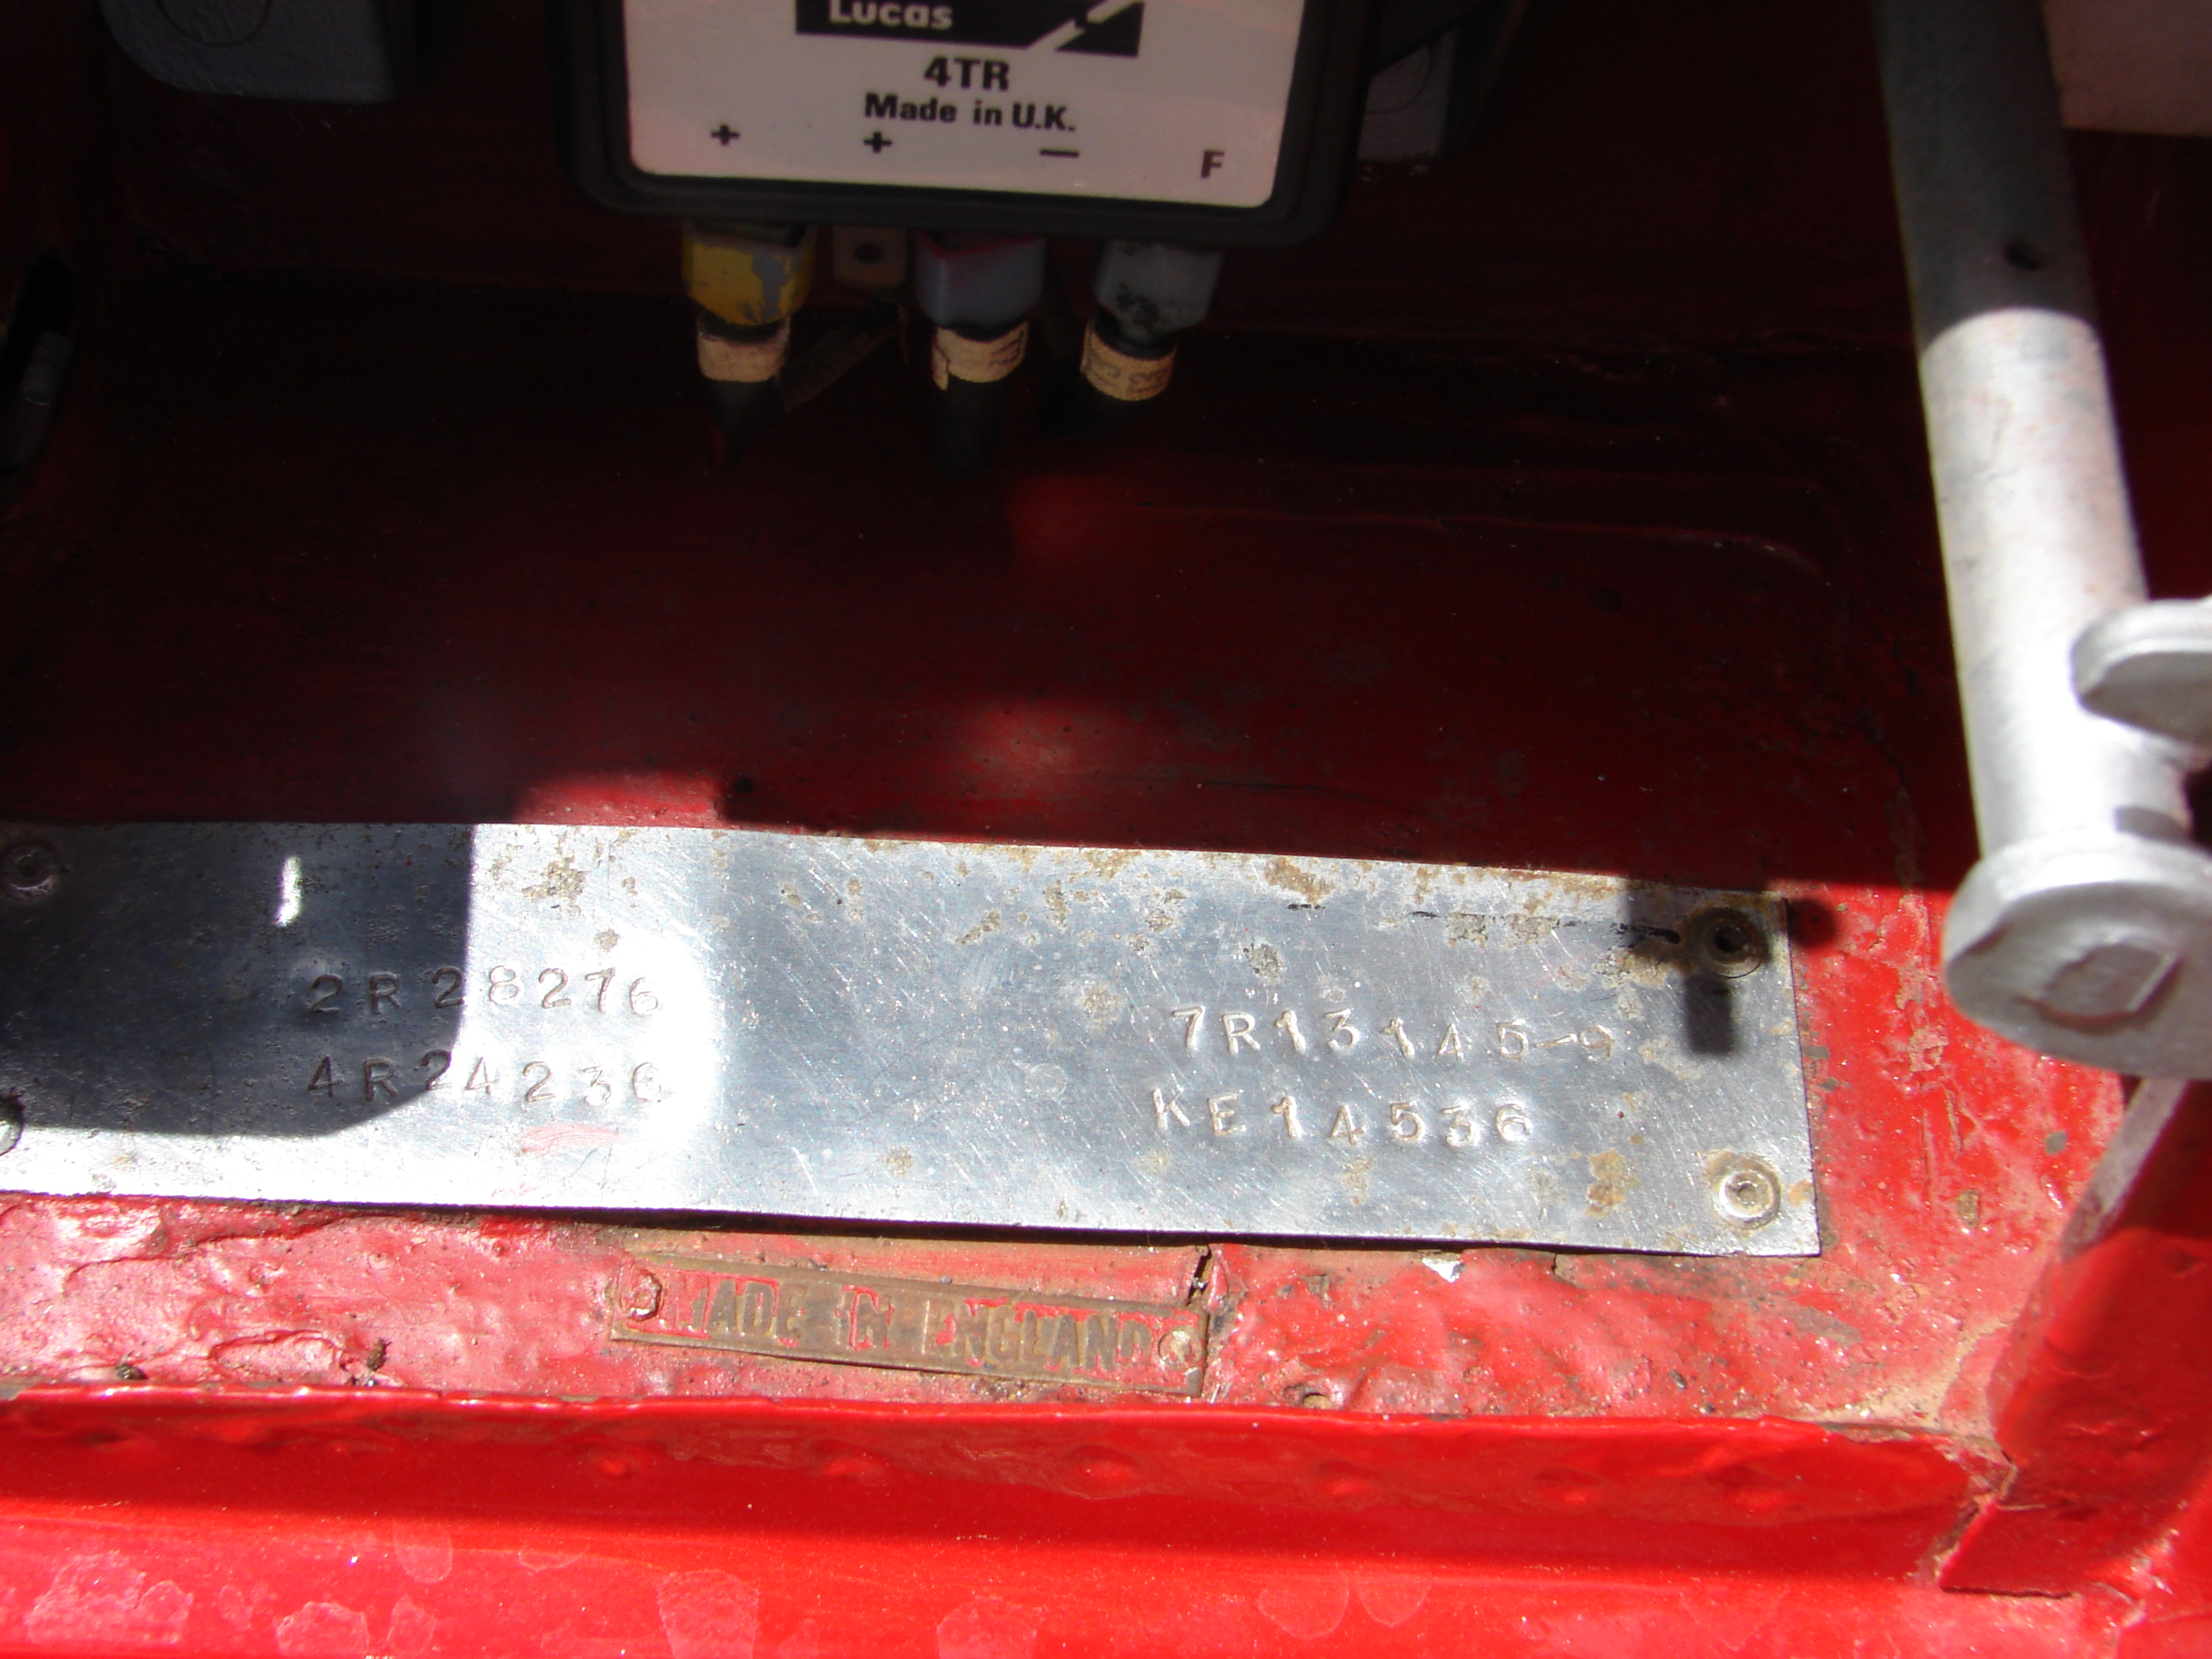 Lucas
4TR
Made in U.K.
+ + — F
2R28276
4R24236
7R13145-9
KE14536
MADE IN ENGLAND